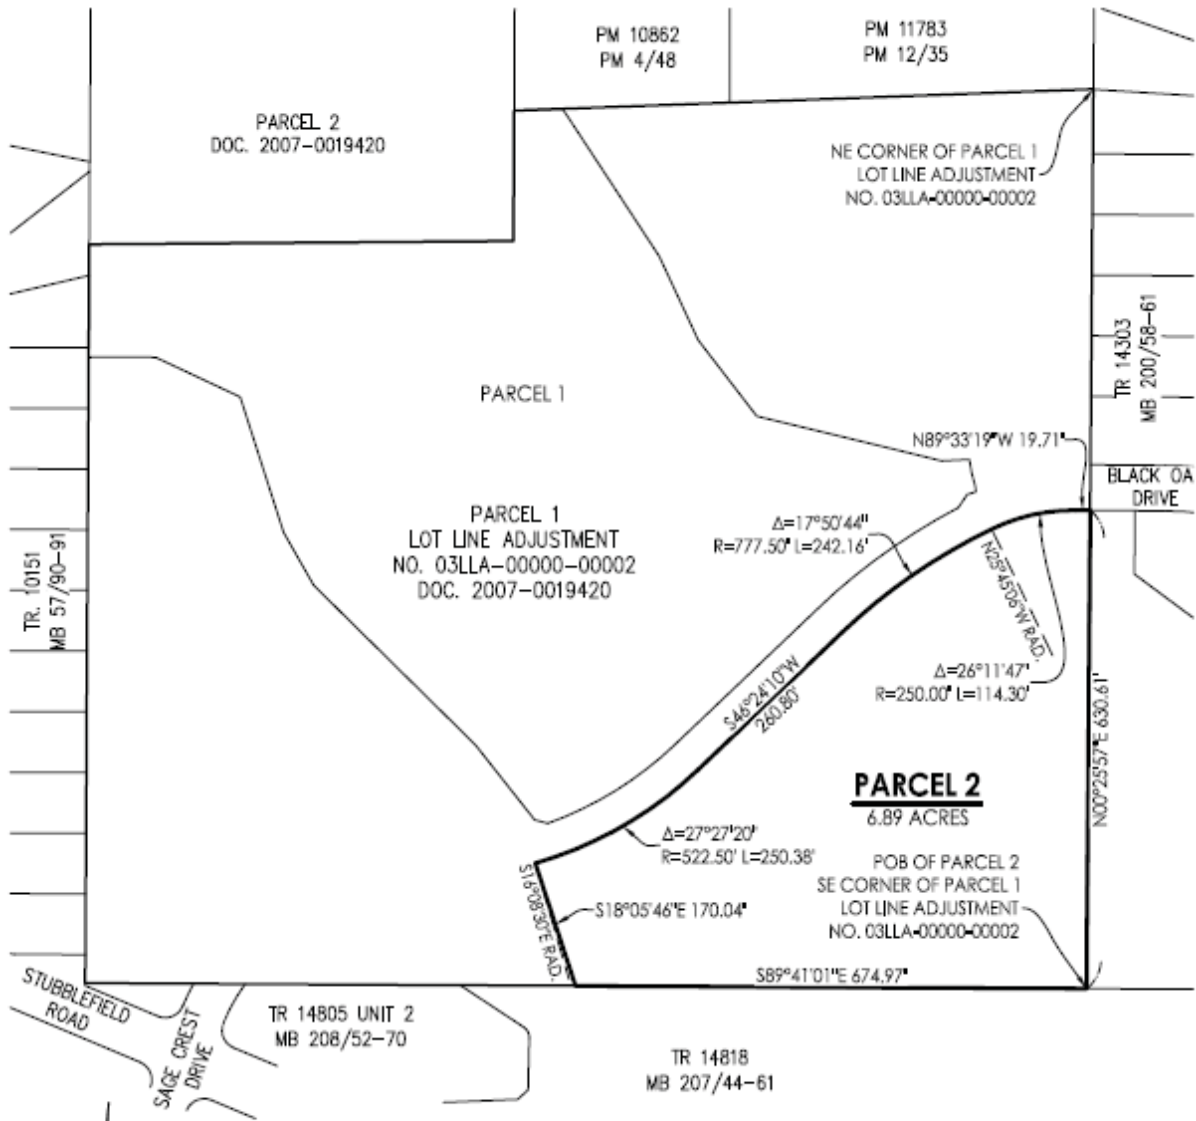 PM 10862
PM 4/48
PM 11783
PM 12/35
PARCEL 2
DOC. 2007-0019420
NE CORNER OF PARCEL 1
LOT LINE ADJUSTMENT
NO. 03LLA-00000-00002
TR 14303
MB 200/58-61
PARCEL 1
N89°33'19"W 19.71'
BLACK OA
DRIVE
PARCEL 1
LOT LINE ADJUSTMENT
NO. 03LLA-00000-00002
DOC. 2007-0019420
Δ=17°50'44"
R=777.50' L=242.16'
N25°45'06"W RAD.
TR. 10151
MB 57/90-91
Δ=26°11'47"
R=250.00' L=114.30'
S46°24'10"W
260.80'
N00°25'57"E 630.61'
PARCEL 2
6.89 ACRES
Δ=27°27'20"
R=522.50' L=250.38'
POB OF PARCEL 2
SE CORNER OF PARCEL 1
LOT LINE ADJUSTMENT
NO. 03LLA-00000-00002
S16°08'30"E RAD.
S18°05'46"E 170.04'
S89°41'01"E 674.97'
STUBBLEFIELD
ROAD
SAGE CREST
DRIVE
TR 14805 UNIT 2
MB 208/52-70
TR 14818
MB 207/44-61